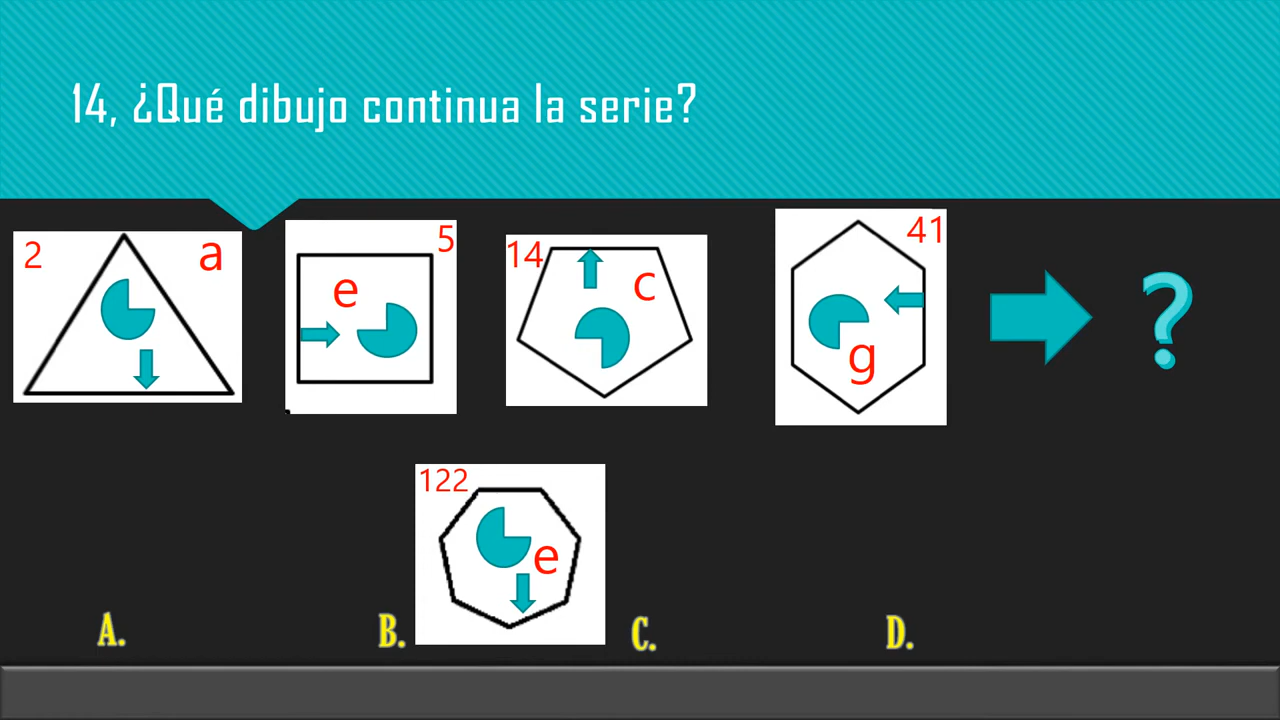 14, ¿Qué dibujo continua la serie?
2 a
e 5
14 c
41 g
?
122 e
A. B. C. D.